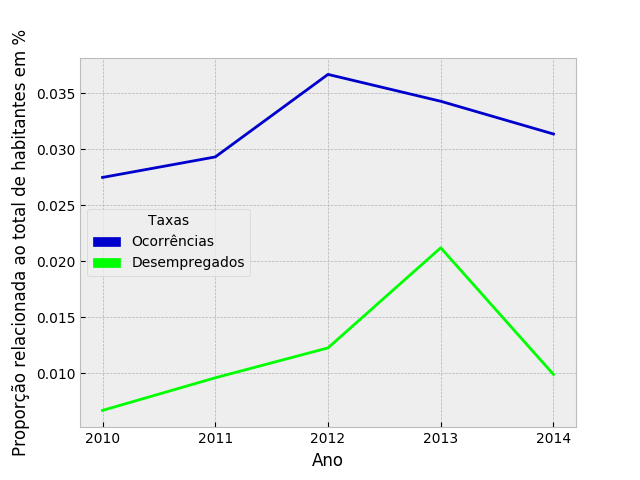 Proporção relacionada ao total de habitantes em %
0.035
0.030
0.025
0.020
0.015
0.010
Taxas
Ocorrências
Desempregados
2010 2011 2012 2013 2014
Ano